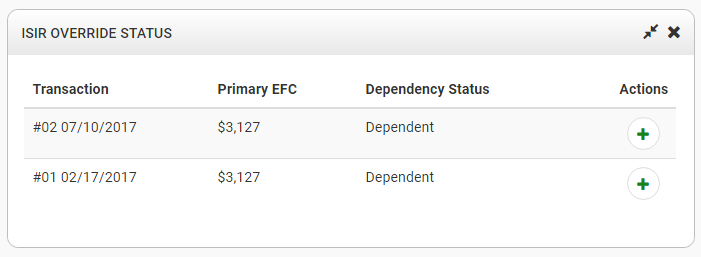 ISIR OVERRIDE STATUS
Transaction Primary EFC Dependency Status Actions
#02 07/10/2017 $3,127 Dependent
#01 02/17/2017 $3,127 Dependent